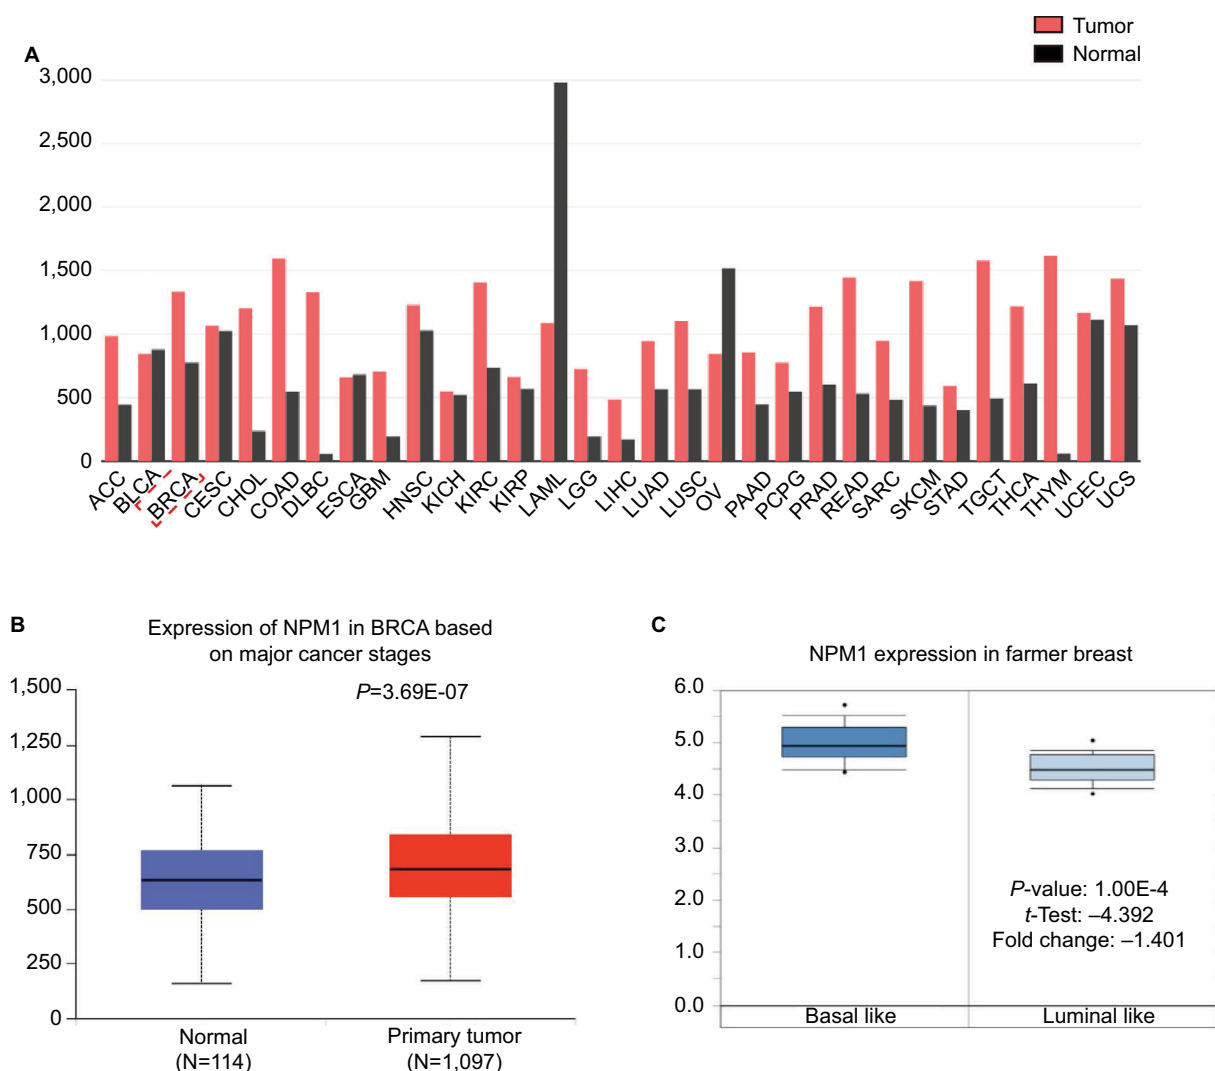 Tumor
Normal
A
3,000
2,500
2,000
1,500
1,000
500
0
ACC
BLCA
BRCA
CESC
CHOL
COAD
DLBC
ESCA
GBM
HNSC
KICH
KIRC
KIRP
LAML
LGG
LIHC
LUAD
LUSC
OV
PAAD
PCPG
PRAD
READ
SARC
SKCM
STAD
TGCT
THCA
THYM
UCEC
UCS
B
Expression of NPM1 in BRCA based
on major cancer stages
P=3.69E-07
1,500
1,250
1,000
750
500
250
0
Normal
(N=114)
Primary tumor
(N=1,097)
C
NPM1 expression in farmer breast
6.0
5.0
4.0
3.0
2.0
1.0
0.0
P-value: 1.00E-4
t-Test: –4.392
Fold change: –1.401
Basal like
Luminal like